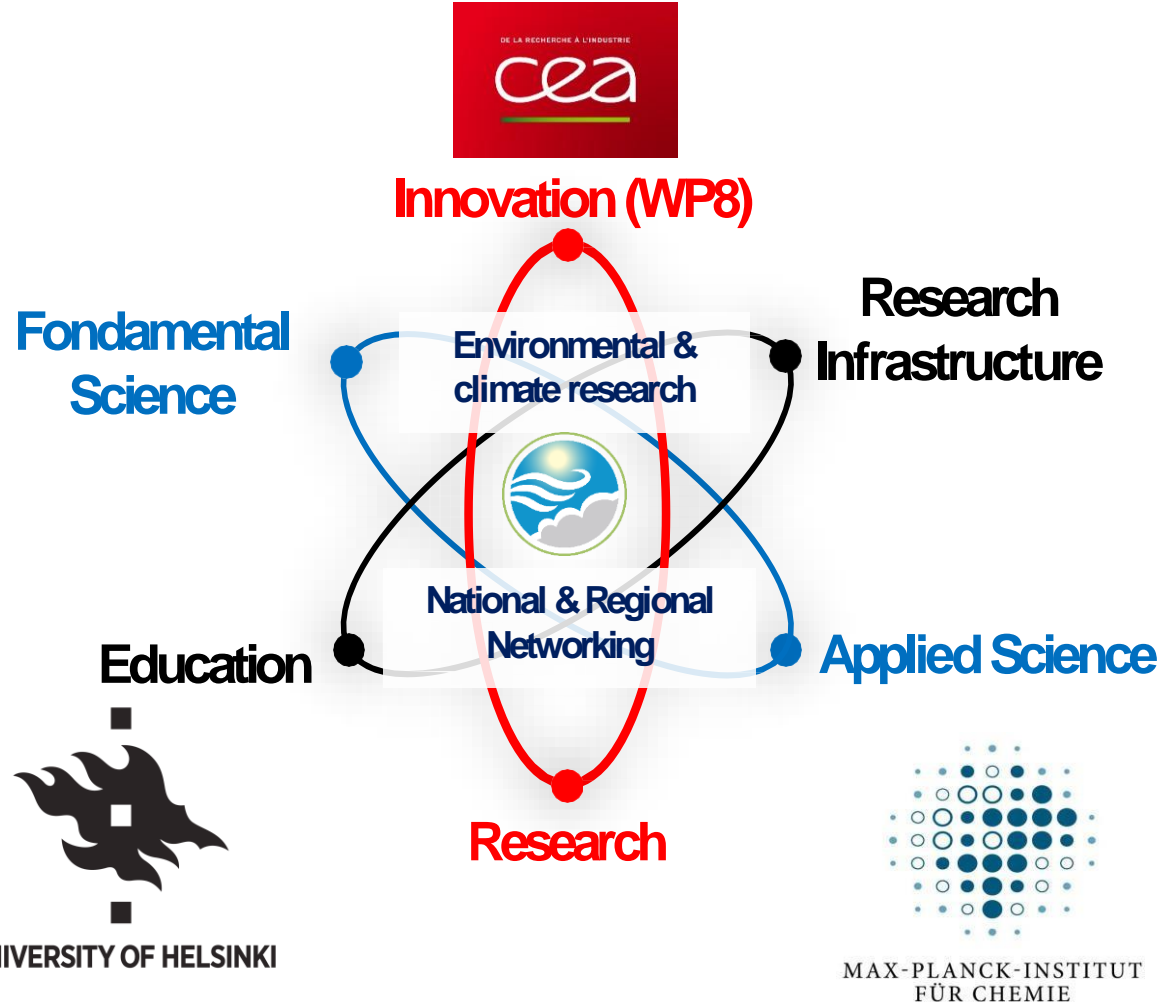 DE LA RECHERCHE À L'INDUSTRIE
cea
Innovation (WP8)
Fondamental
Science
Research
Infrastructure
Environmental &
climate research
National & Regional
Networking
Education
Applied Science
Research
NIVERSITY OF HELSINKI
MAX-PLANCK-INSTITUT
FÜR CHEMIE